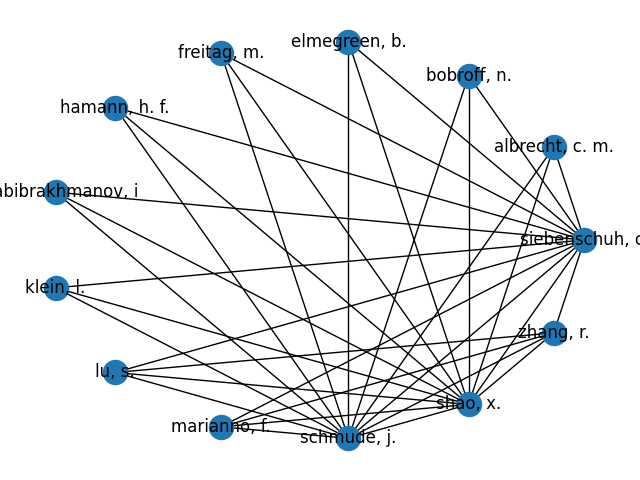 elmegreen, b.
freitag, m.
bobroff, n.
hamann, h. f.
albrecht, c. m.
abibrakhmanov, i
siebenschuh, c
klein, l.
zhang, r.
lu, s.
shao, x.
marianno, f.
schmude, j.